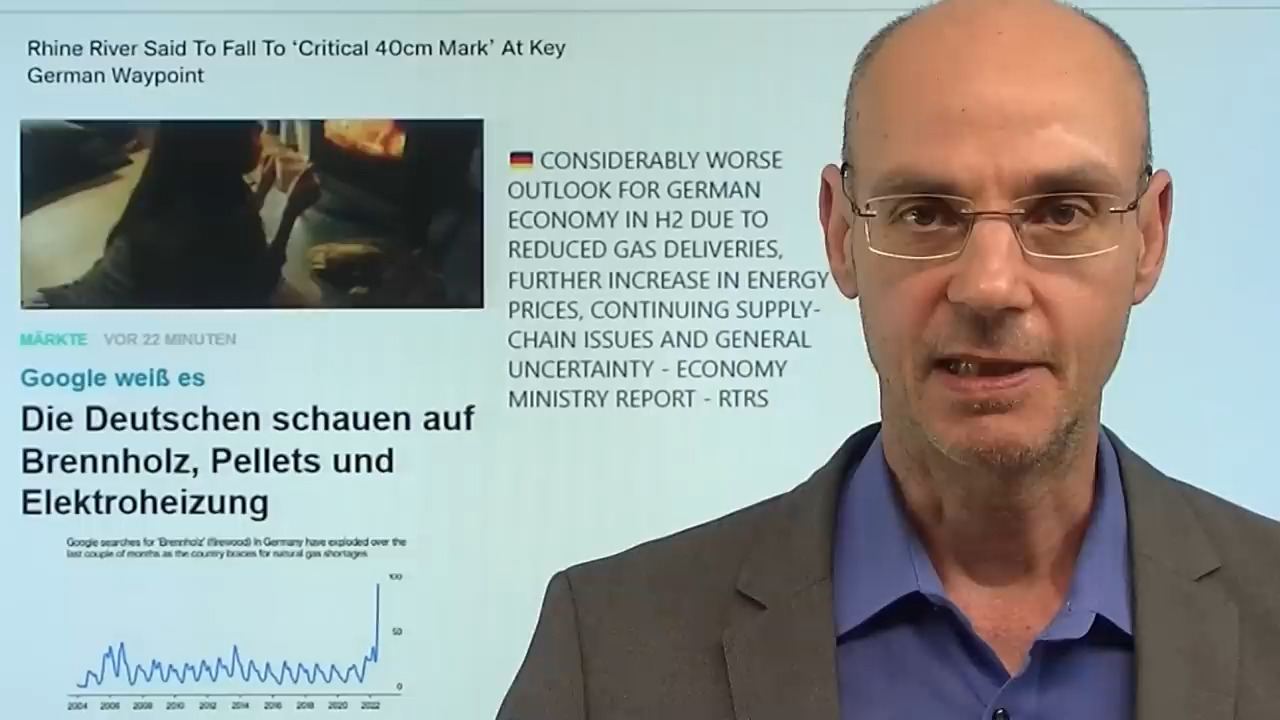 Rhine River Said To Fall To ‘Critical 40cm Mark’ At Key
German Waypoint
CONSIDERABLY WORSE
OUTLOOK FOR GERMAN
ECONOMY IN H2 DUE TO
REDUCED GAS DELIVERIES,
FURTHER INCREASE IN ENERGY
PRICES, CONTINUING SUPPLY-
CHAIN ISSUES AND GENERAL
UNCERTAINTY - ECONOMY
MINISTRY REPORT - RTRS
MÄRKTE VOR 22 MINUTEN
Google weiß es
Die Deutschen schauen auf
Brennholz, Pellets und
Elektroheizung
Google searches for 'Brennholz' (firewood) in Germany have exploded over the
last couple of months as the country braces for natural gas shortages
100
50
0
2004 2006 2008 2010 2012 2014 2016 2018 2020 2022